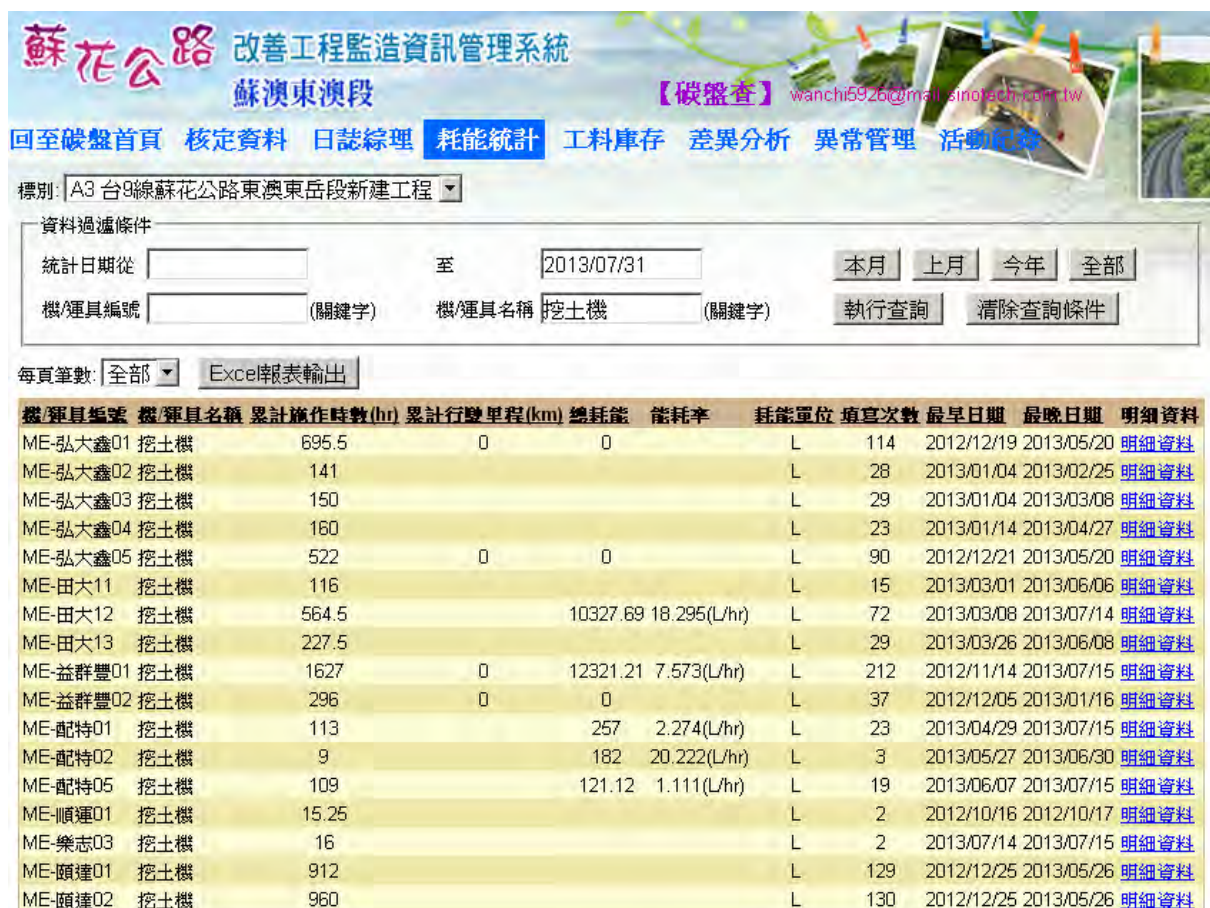 蘇花公路 改善工程監造資訊管理系統
蘇澳東澳段
【碳盤查】 wanchi5926@mail.sinotech.com.tw
回至碳盤首頁 核定資料 日誌綜理 耗能統計 工料庫存 差異分析 異常管理 活動記錄
標別: A3 台9線蘇花公路東澳東岳段新建工程
資料過濾條件
統計日期從 至 2013/07/31 本月 上月 今年 全部
機/運具編號 (關鍵字) 機/運具名稱 挖土機 (關鍵字) 執行查詢 清除查詢條件
每頁筆數: 全部 Excel報表輸出
機/運具編號 機/運具名稱 累計施作時數(hr) 累計行駛里程(km) 總耗能 能耗率 耗能單位 填寫次數 最早日期 最晚日期 明細資料
ME-弘大鑫01 挖土機 695.5 0 0 L 114 2012/12/19 2013/05/20 明細資料
ME-弘大鑫02 挖土機 141 L 28 2013/01/04 2013/02/25 明細資料
ME-弘大鑫03 挖土機 150 L 29 2013/01/04 2013/03/08 明細資料
ME-弘大鑫04 挖土機 160 L 23 2013/01/14 2013/04/27 明細資料
ME-弘大鑫05 挖土機 522 0 0 L 90 2012/12/21 2013/05/20 明細資料
ME-田大11 挖土機 116 L 15 2013/03/01 2013/06/06 明細資料
ME-田大12 挖土機 564.5 10327.69 18.295(L/hr) L 72 2013/03/08 2013/07/14 明細資料
ME-田大13 挖土機 227.5 L 29 2013/03/26 2013/06/08 明細資料
ME-益群豐01 挖土機 1627 0 12321.21 7.573(L/hr) L 212 2012/11/14 2013/07/15 明細資料
ME-益群豐02 挖土機 296 0 0 L 37 2012/12/05 2013/01/16 明細資料
ME-配特01 挖土機 113 257 2.274(L/hr) L 23 2013/04/29 2013/07/15 明細資料
ME-配特02 挖土機 9 182 20.222(L/hr) L 3 2013/05/27 2013/06/30 明細資料
ME-配特05 挖土機 109 121.12 1.111(L/hr) L 19 2013/06/07 2013/07/15 明細資料
ME-順運01 挖土機 15.25 L 2 2012/10/16 2012/10/17 明細資料
ME-樂志03 挖土機 16 L 2 2013/07/14 2013/07/15 明細資料
ME-頤達01 挖土機 912 L 129 2012/12/25 2013/05/26 明細資料
ME-頤達02 挖土機 960 L 130 2012/12/25 2013/05/26 明細資料